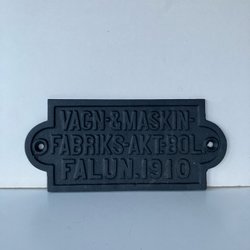 VAGN-&MASKIN-
FABRIKS-AKT-BOL.
FALUN.1910